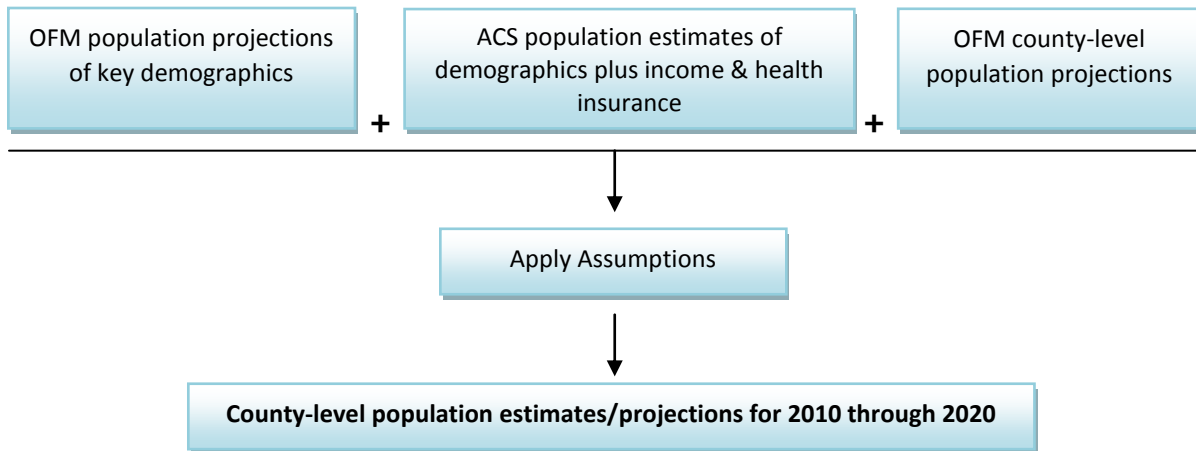 OFM population projections
of key demographics
+
ACS population estimates of
demographics plus income & health
insurance
+
OFM county-level
population projections
Apply Assumptions
County-level population estimates/projections for 2010 through 2020